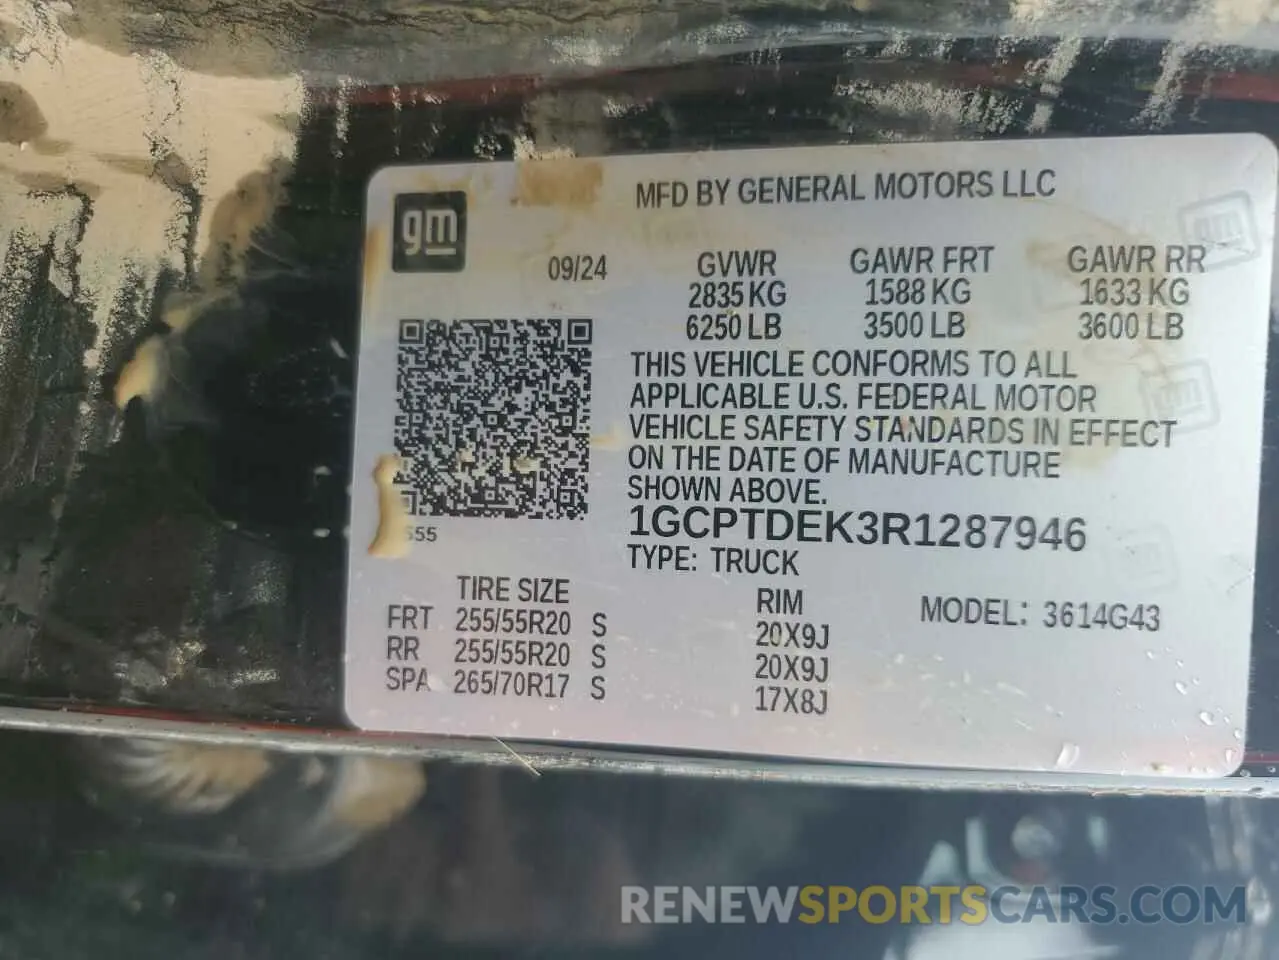 gm
MFD BY GENERAL MOTORS LLC
09/24
GVWR GAWR FRT GAWR RR
2835 KG 1588 KG 1633 KG
6250 LB 3500 LB 3600 LB
THIS VEHICLE CONFORMS TO ALL
APPLICABLE U.S. FEDERAL MOTOR
VEHICLE SAFETY STANDARDS IN EFFECT
ON THE DATE OF MANUFACTURE
SHOWN ABOVE.
1GCPTDEK3R1287946
TYPE: TRUCK
TIRE SIZE RIM MODEL: 3614G43
FRT 255/55R20 S 20X9J
RR 255/55R20 S 20X9J
SPA 265/70R17 S 17X8J
RENEWSPORTSCARS.COM